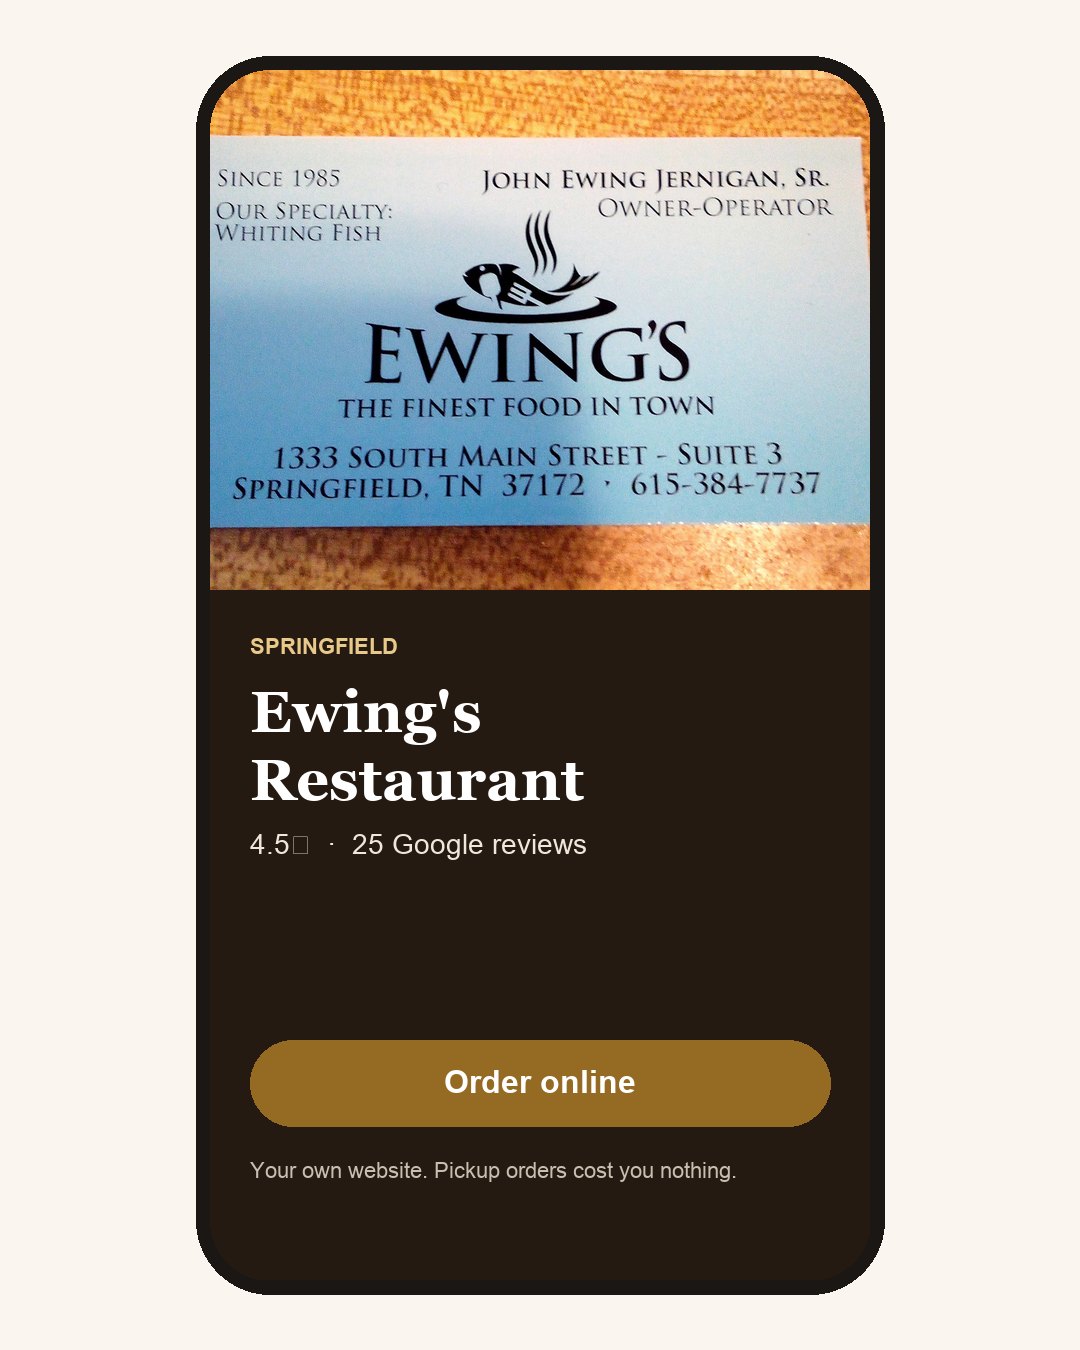 SINCE 1985
OUR SPECIALTY:
WHITING FISH
JOHN EWING JERNIGAN, SR.
OWNER-OPERATOR
EWING'S
THE FINEST FOOD IN TOWN
1333 SOUTH MAIN STREET - SUITE 3
SPRINGFIELD, TN 37172 · 615-384-7737
SPRINGFIELD
Ewing's
Restaurant
4.5▯ · 25 Google reviews
Order online
Your own website. Pickup orders cost you nothing.